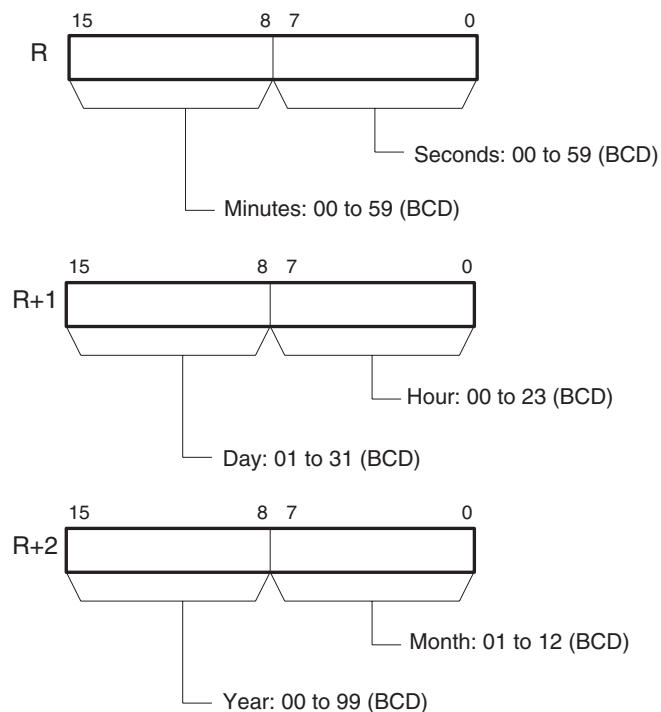 15 8 7 0
R
Seconds: 00 to 59 (BCD)
Minutes: 00 to 59 (BCD)
15 8 7 0
R+1
Hour: 00 to 23 (BCD)
Day: 01 to 31 (BCD)
15 8 7 0
R+2
Month: 01 to 12 (BCD)
Year: 00 to 99 (BCD)